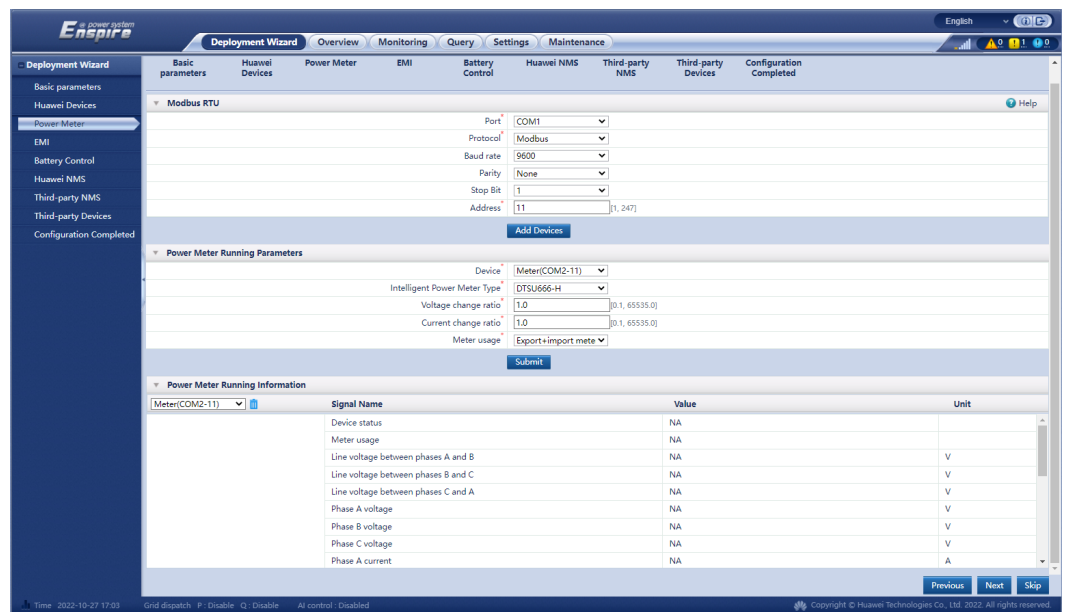 Enspire e power system
English
Deployment Wizard Overview Monitoring Query Settings Maintenance
0 1 0
Deployment Wizard
Basic parameters
Huawei Devices
Power Meter
EMI
Battery Control
Huawei NMS
Third-party NMS
Third-party Devices
Configuration Completed
Basic parameters Huawei Devices Power Meter EMI Battery Control Huawei NMS Third-party NMS Third-party Devices Configuration Completed
Modbus RTU Help
Port* COM1
Protocol* Modbus
Baud rate 9600
Parity None
Stop Bit 1
Address* 11 [1, 247]
Add Devices
Power Meter Running Parameters
Device* Meter(COM2-11)
Intelligent Power Meter Type* DTSU666-H
Voltage change ratio* 1.0 [0.1, 65535.0]
Current change ratio* 1.0 [0.1, 65535.0]
Meter usage* Export+import mete
Submit
Power Meter Running Information
Meter(COM2-11) Signal Name Value Unit
Device status NA
Meter usage NA
Line voltage between phases A and B NA V
Line voltage between phases B and C NA V
Line voltage between phases C and A NA V
Phase A voltage NA V
Phase B voltage NA V
Phase C voltage NA V
Phase A current NA A
Previous Next Skip
Time 2022-10-27 17:03 Grid dispatch P : Disable Q : Disable AI control : Disabled Copyright © Huawei Technologies Co., Ltd. 2022. All rights reserved.